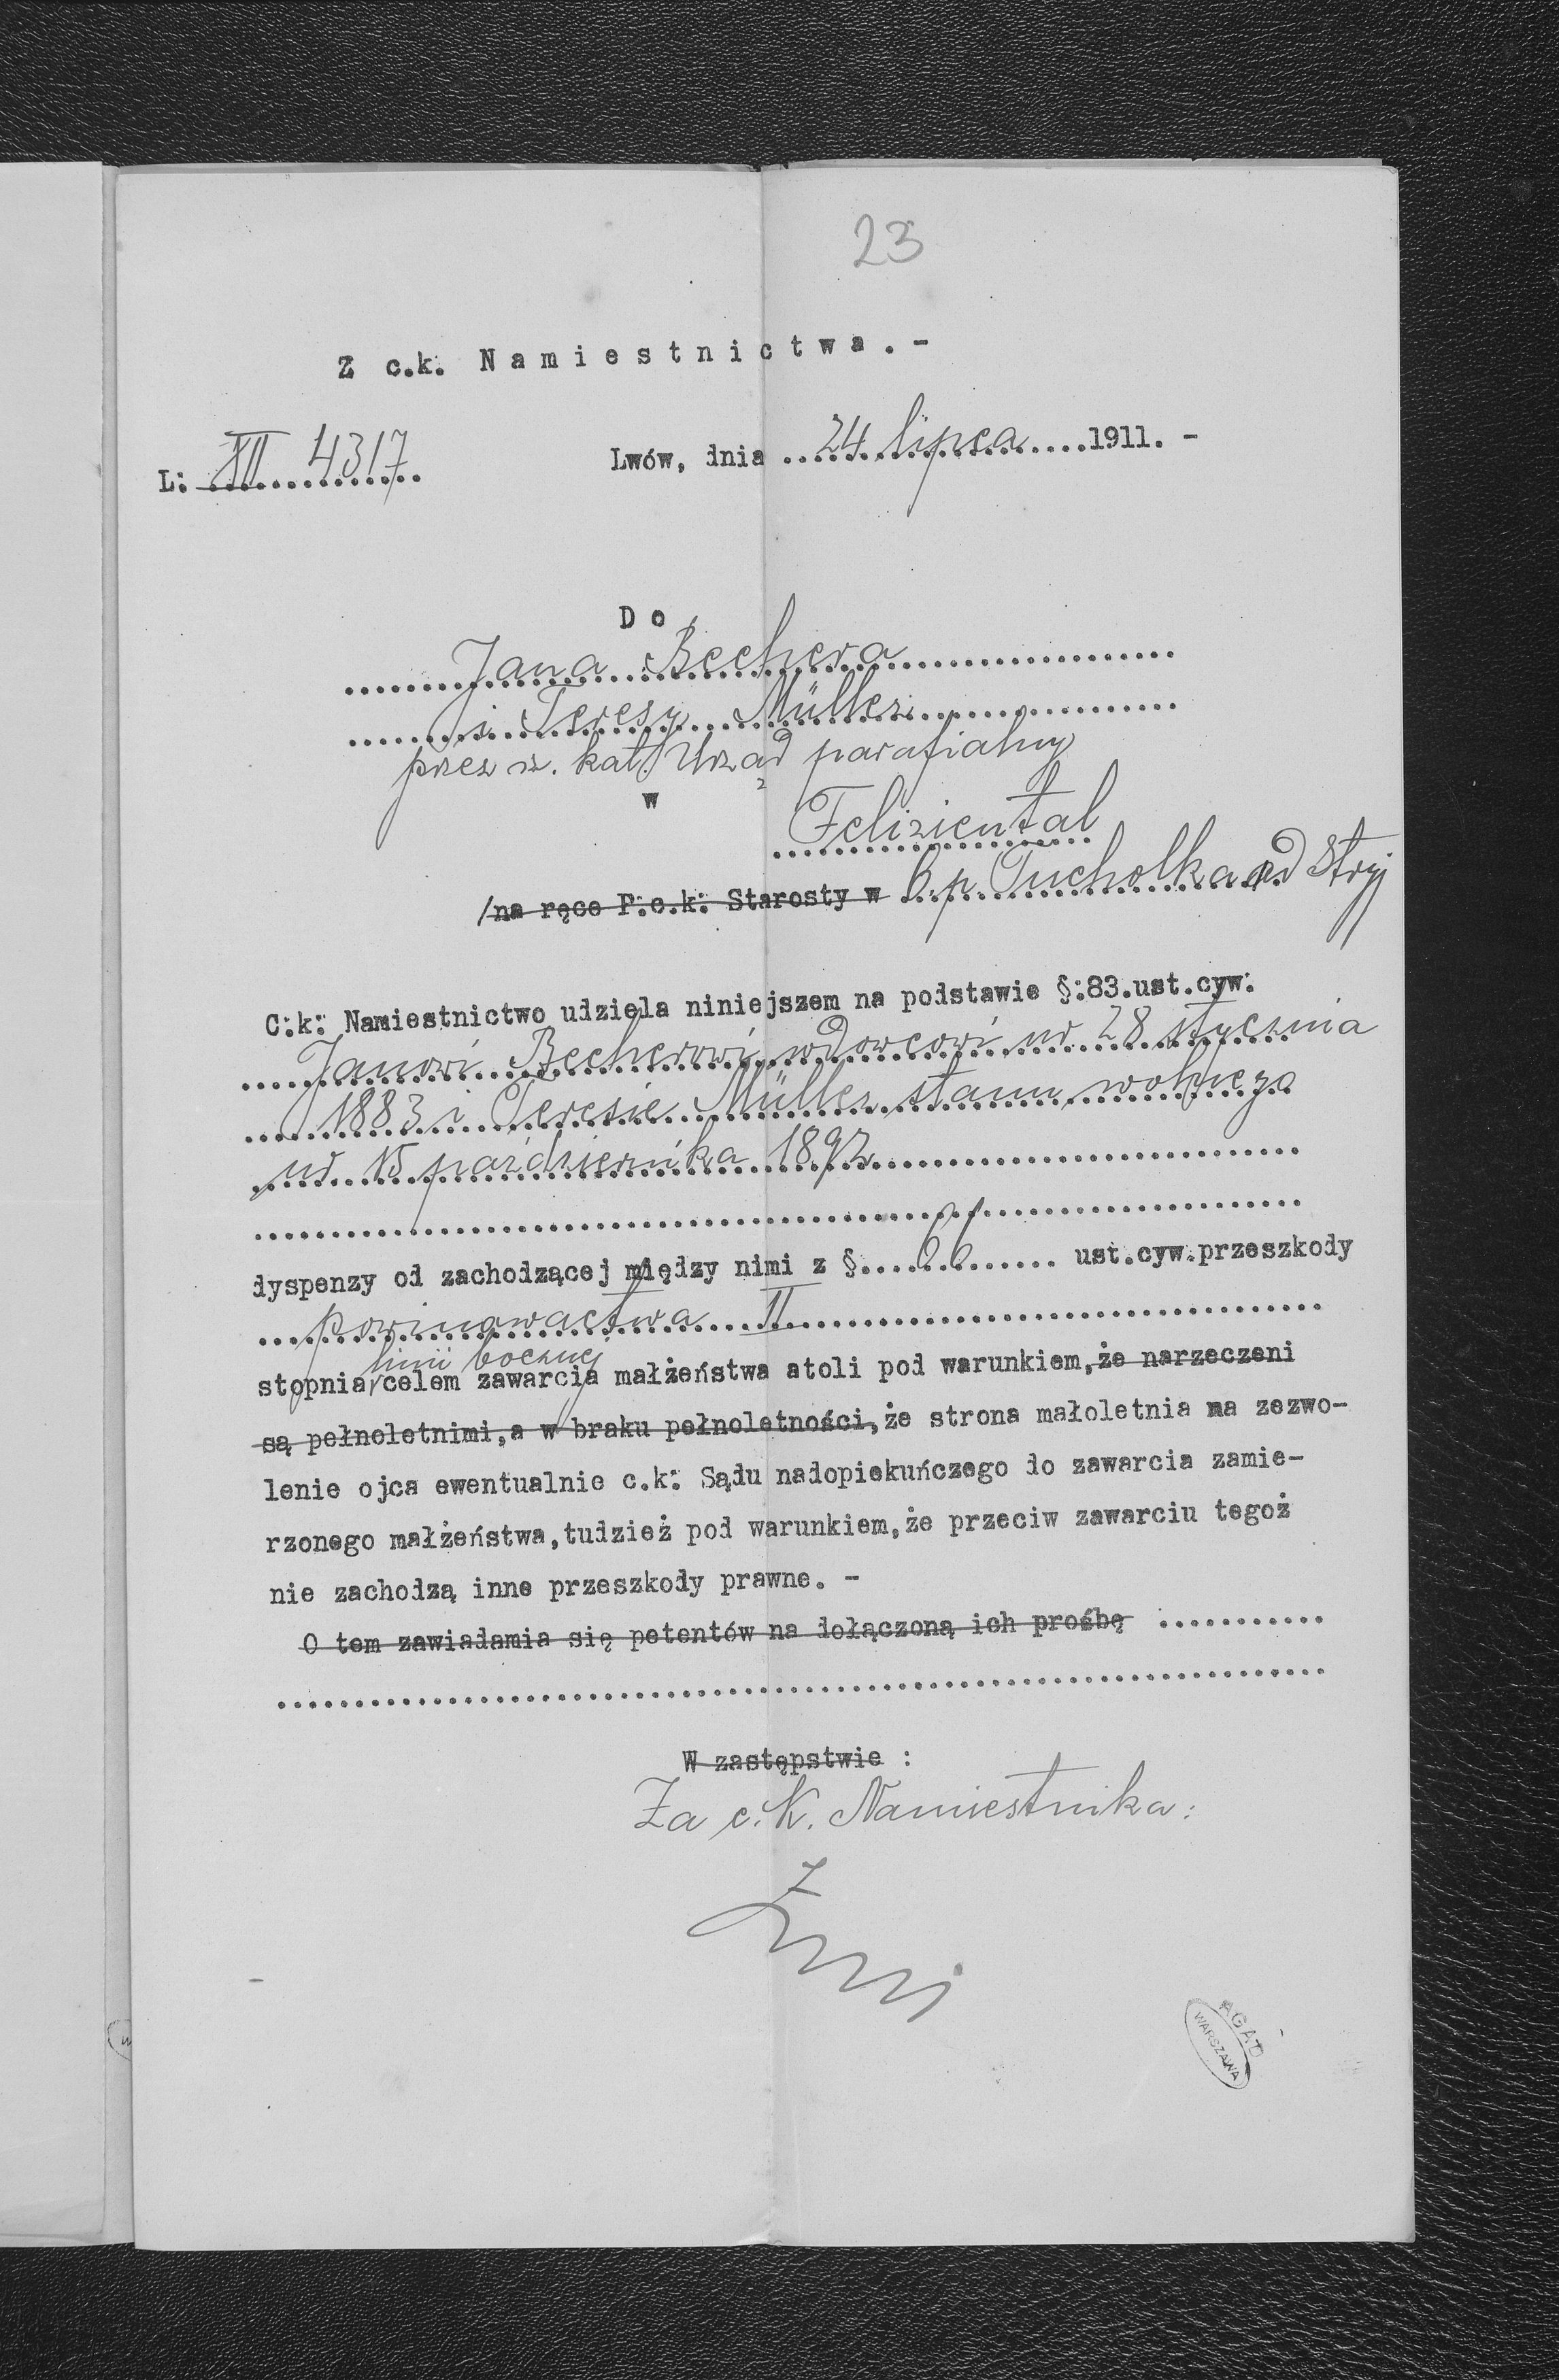 23
Z c.k. Namiestnictwa. -
L: XII 4317. Lwów, dnia ..24 lipca....1911. -
Do
Jana Bechera
i Teresy Müller
przez rz. kat. Urząd parafialny
w
Feliziental
/na ręce P.c.k: Starosty w o.p. Tucholka ad Stryj
C:k: Namiestnictwo udziela niniejszem na podstawie §:83.ust.cyw:
Janowi Becherowi wdowcowi ur. 28 stycznia
1883 i Teresie Müller stanu wolnego
ur. 15 października 1892
dyspenzy od zachodzącej między nimi z §..66.. ust.cyw.przeszkody
powinowactwa II
linii bocznej
stopnia, celem zawarcia małżeństwa atoli pod warunkiem,że narzeczeni
są pełnoletnimi,a w braku pełnoletności,że strona małoletnia ma zezwo-
lenie ojca ewentualnie c.k: Sądu nadopiekuńczego do zawarcia zamie-
rzonego małżeństwa,tudzież pod warunkiem,że przeciw zawarciu tegoż
nie zachodzą inne przeszkody prawne. -
O tem zawiadamia się petentów na dołączoną ich prośbę ...........
W zastępstwie :
Za c. K. Namiestnika:
AGAD
WARSZAWA